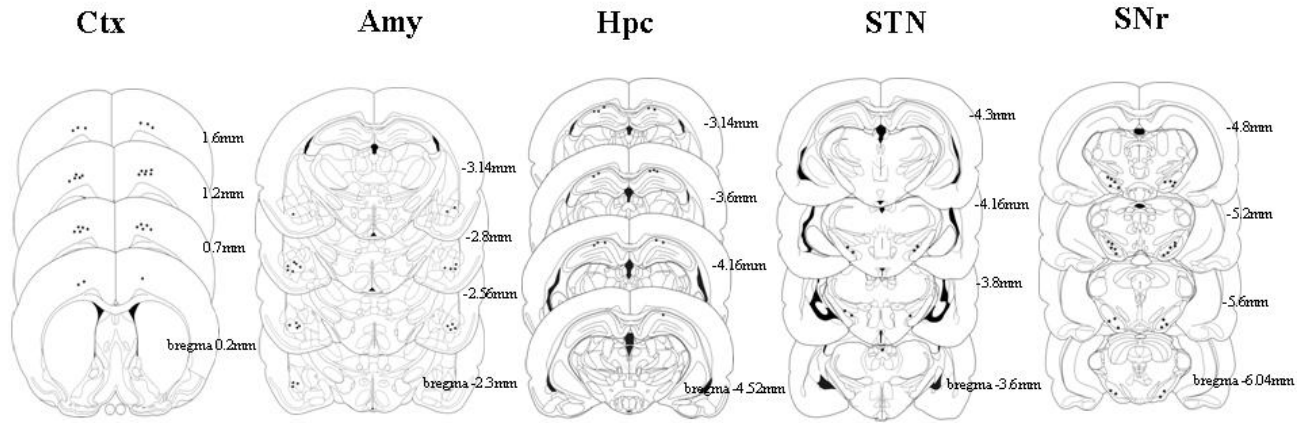 Ctx Amy Hpc STN SNr
1.6mm
1.2mm
0.7mm
bregma 0.2mm
-3.14mm
-2.8mm
-2.56mm
bregma -2.3mm
-3.14mm
-3.6mm
-4.16mm
bregma -4.52mm
-4.3mm
-4.16mm
-3.8mm
bregma -3.6mm
-4.8mm
-5.2mm
-5.6mm
bregma -6.04mm